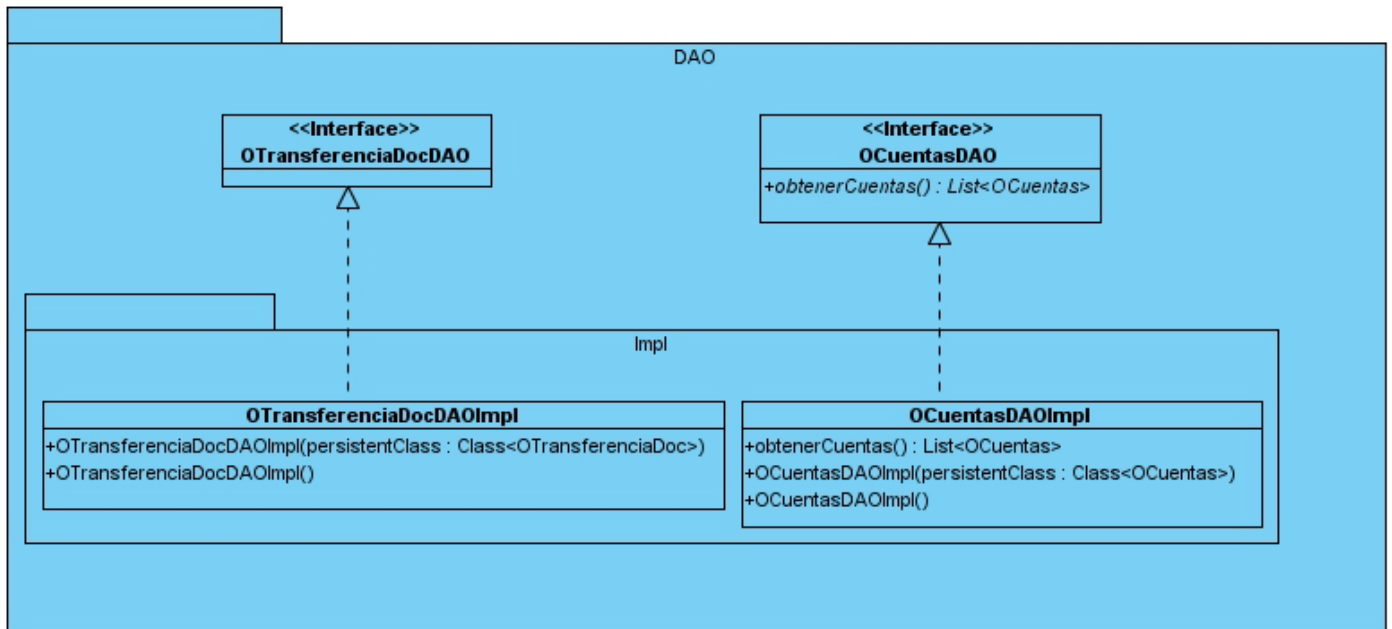 DAO
<<Interface>>
OTransferenciaDocDAO
<<Interface>>
OCuentasDAO
+obtenerCuentas() : List<OCuentas>
Impl
OTransferenciaDocDAOImpl
+OTransferenciaDocDAOImpl(persistentClass : Class<OTransferenciaDoc>)
+OTransferenciaDocDAOImpl()
OCuentasDAOImpl
+obtenerCuentas() : List<OCuentas>
+OCuentasDAOImpl(persistentClass : Class<OCuentas>)
+OCuentasDAOImpl()